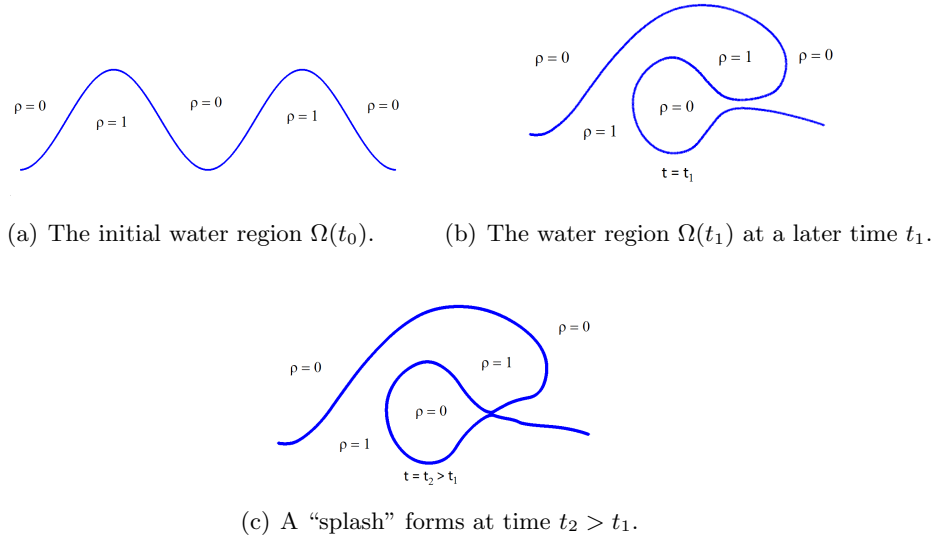 ρ = 0
ρ = 1
ρ = 0
ρ = 1
ρ = 0
(a) The initial water region Ω(t₀).
ρ = 0
ρ = 1
ρ = 0
ρ = 0
ρ = 1
t = t₁
(b) The water region Ω(t₁) at a later time t₁.
ρ = 0
ρ = 0
ρ = 1
ρ = 0
ρ = 1
t = t₂ > t₁
(c) A “splash” forms at time t₂ > t₁.